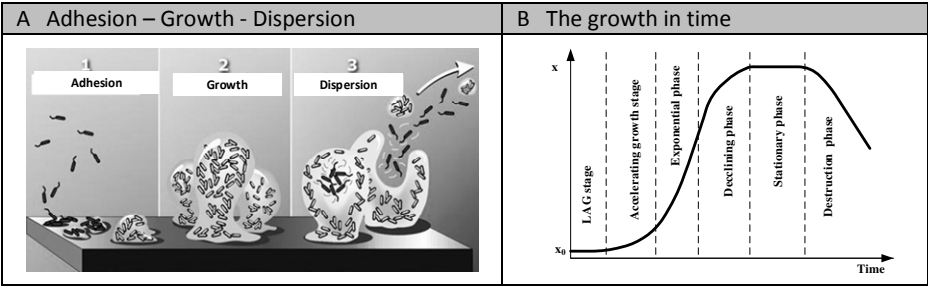 A Adhesion – Growth - Dispersion
1
Adhesion
2
Growth
3
Dispersion
B The growth in time
x
x₀
LAG stage
Accelerating growth stage
Exponential phase
Decclining phase
Stationary phase
Destruction phase
Time